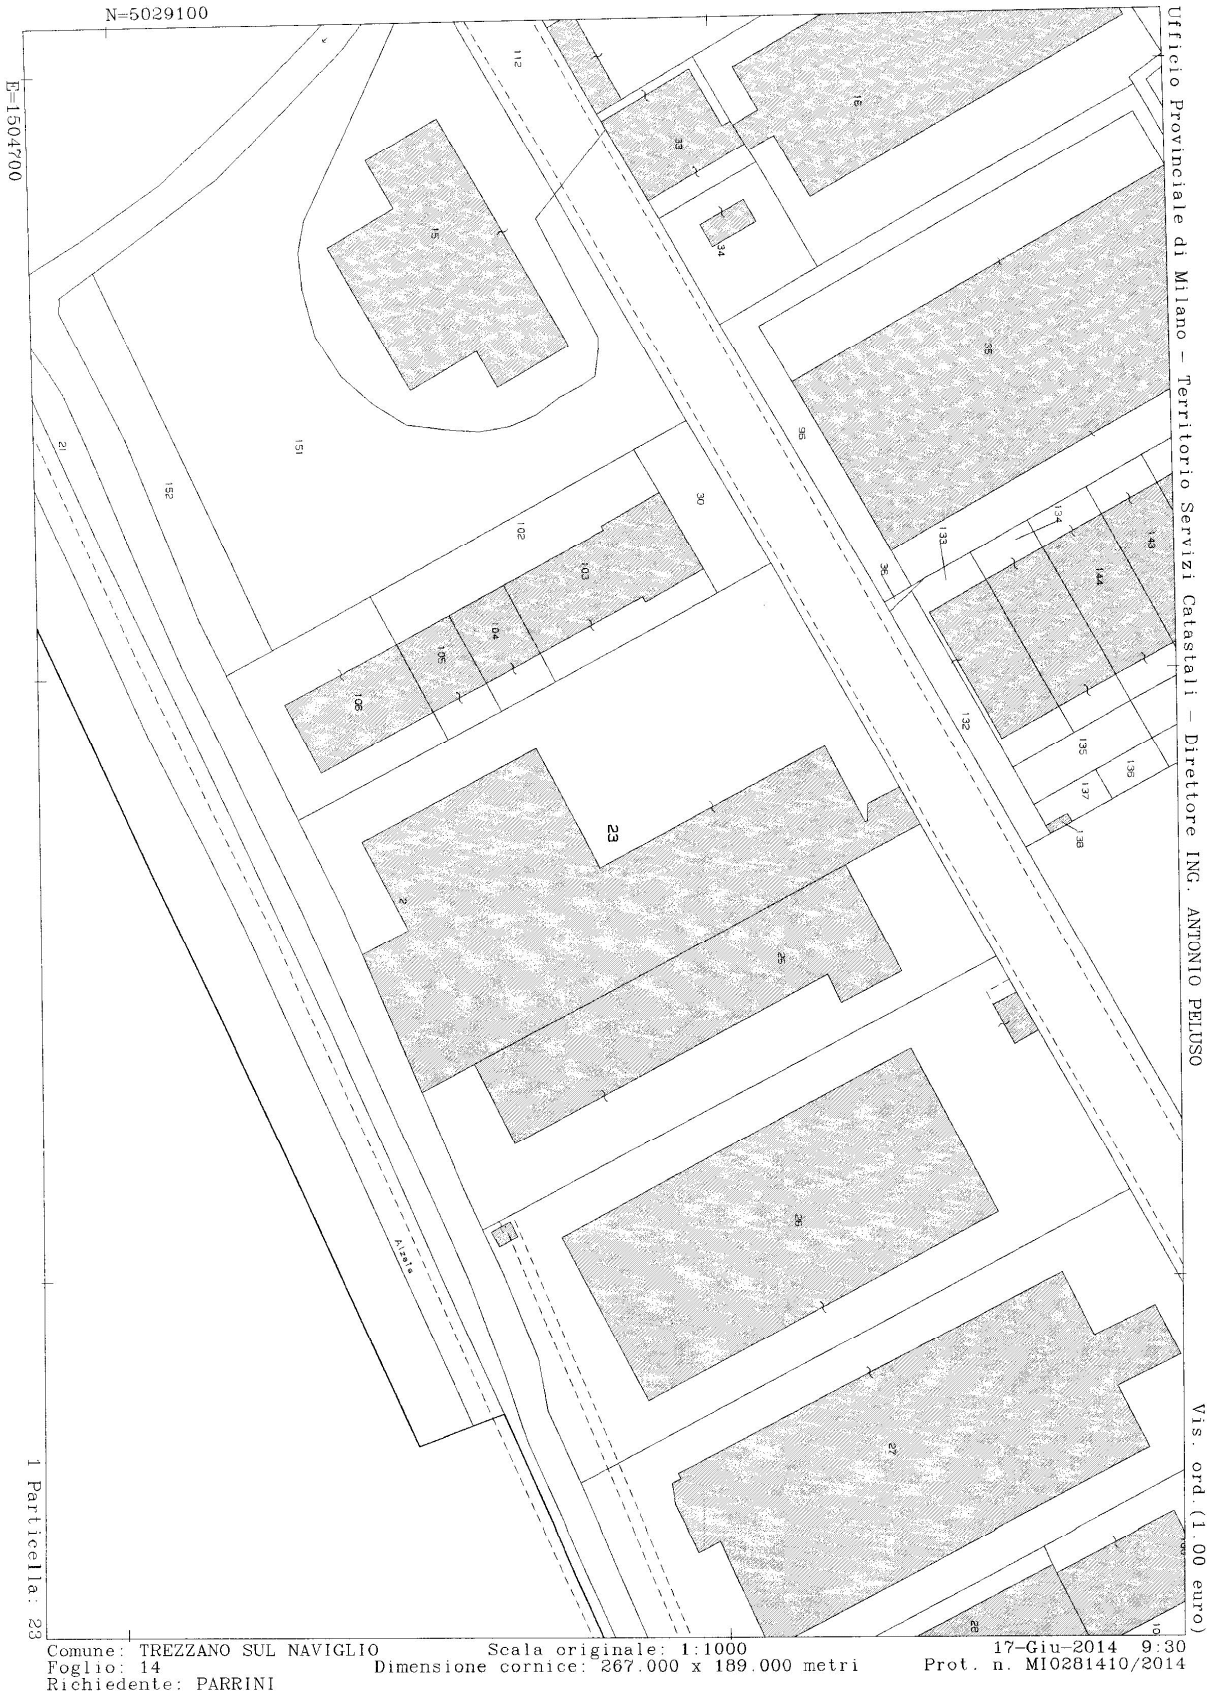 N=5029100
E=1504700
Ufficio Provinciale di Milano - Territorio Servizi Catastali - Direttore ING. ANTONIO PELUSO
Vis. ord. (1.00 euro)
1 Particella: 23
112
16
33
34
15
35
96
151
21
152
30
102
103
104
105
106
134
133
143
144
36
132
135
136
137
138
23
2
25
26
Alzaia
27
28
10
Comune: TREZZANO SUL NAVIGLIO
Foglio: 14
Richiedente: PARRINI
Scala originale: 1:1000
Dimensione cornice: 267.000 x 189.000 metri
17-Giu-2014 9:30
Prot. n. MI0281410/2014